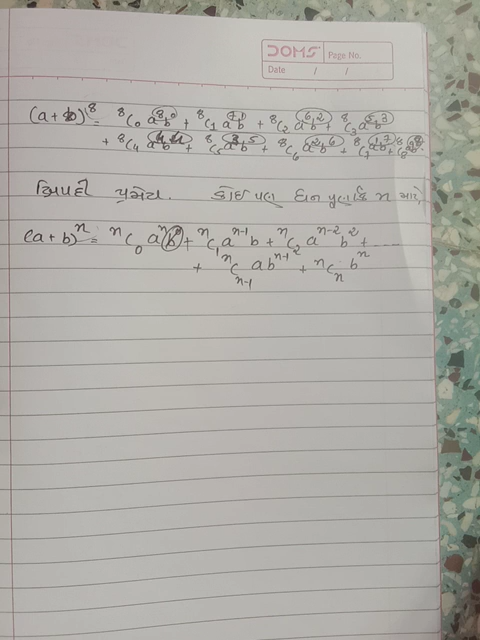 DOMS Page No.
Date / /
(a+b)⁸ = ⁸C₀ a⁸b⁰ + ⁸C₁ a⁷b¹ + ⁸C₂ a⁶b² + ⁸C₃ a⁵b³
+ ⁸C₄ a⁴b⁴ + ⁸C₅ a³b⁵ + ⁸C₆ a²b⁶ + ⁸C₇ a¹b⁷ + ⁸C₈ a⁰b⁸
દ્વિપદી પ્રમેય. કોઈ પણ ધન પૂર્ણાંક n માટે,
(a+b)ⁿ = ⁿC₀ aⁿb⁰ + ⁿC₁ aⁿ⁻¹b + ⁿC₂ aⁿ⁻²b² + ......
+ ⁿCₙ₋₁ abⁿ⁻¹ + ⁿCₙ bⁿ